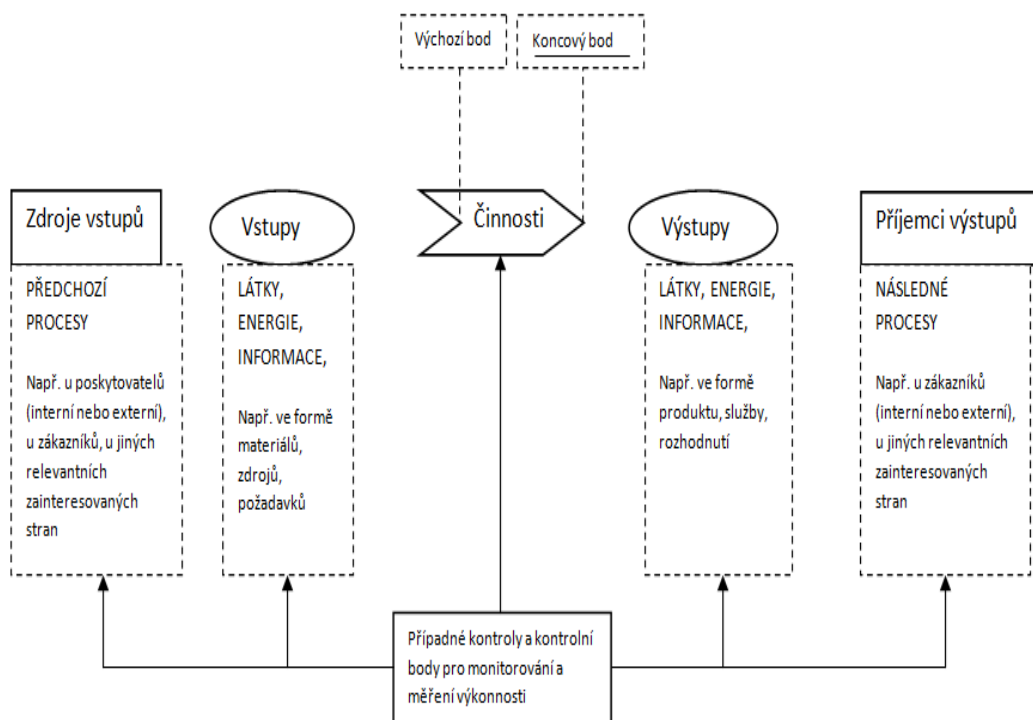 Výchozí bod
Koncový bod
Zdroje vstupů
Vstupy
Činnosti
Výstupy
Příjemci výstupů
PŘEDCHOZÍ
PROCESY
Např. u poskytovatelů
(interní nebo externí),
u zákazníků, u jiných
relevantních
zainteresovaných
stran
LÁTKY,
ENERGIE,
INFORMACE,
Např. ve formě
materiálů,
zdrojů,
požadavků
LÁTKY, ENERGIE,
INFORMACE,
Např. ve formě
produktu, služby,
rozhodnutí
NÁSLEDNÉ
PROCESY
Např. u zákazníků
(interní nebo externí),
u jiných relevantních
zainteresovaných
stran
Případné kontroly a kontrolní
body pro monitorování a
měření výkonnosti